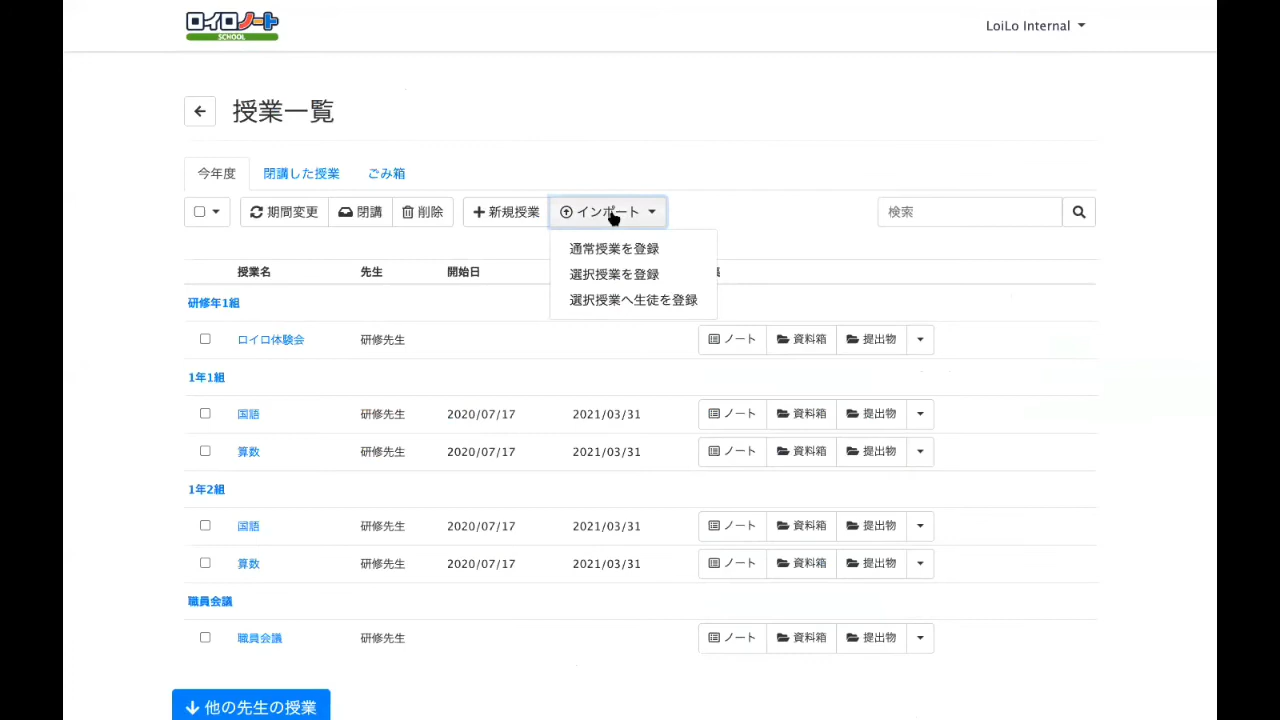 ロイロノート
SCHOOL
LoiLo Internal
授業一覧
今年度 閉講した授業 ごみ箱
期間変更 閉講 削除 新規授業 インポート 検索
通常授業を登録
選択授業を登録
選択授業へ生徒を登録
授業名 先生 開始日
研修年1組
ロイロ体験会 研修先生 ノート 資料箱 提出物
1年1組
国語 研修先生 2020/07/17 2021/03/31 ノート 資料箱 提出物
算数 研修先生 2020/07/17 2021/03/31 ノート 資料箱 提出物
1年2組
国語 研修先生 2020/07/17 2021/03/31 ノート 資料箱 提出物
算数 研修先生 2020/07/17 2021/03/31 ノート 資料箱 提出物
職員会議
職員会議 研修先生 ノート 資料箱 提出物
他の先生の授業